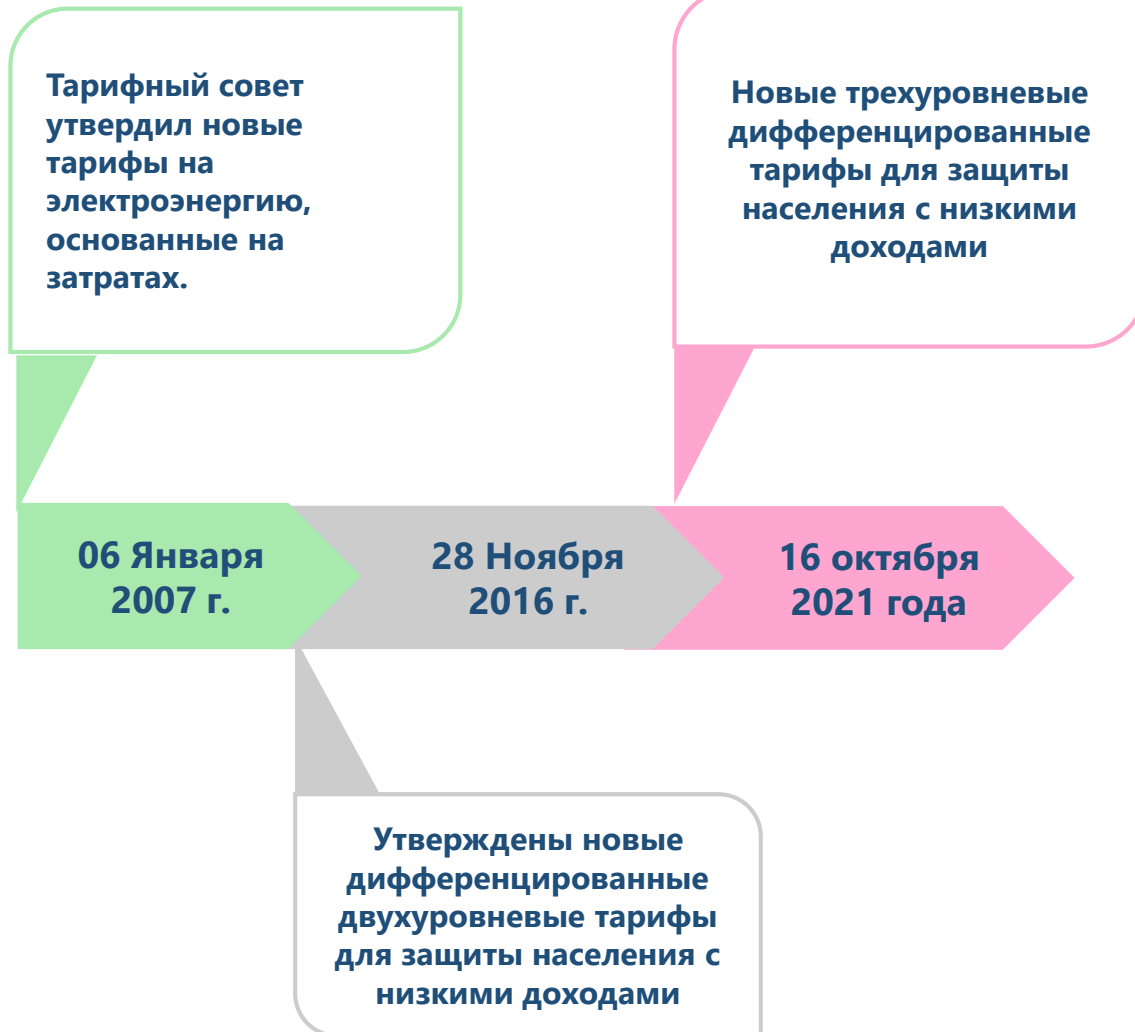 Тарифный совет
утвердил новые
тарифы на
электроэнергию,
основанные на
затратах.
Новые трехуровневые
дифференцированные
тарифы для защиты
населения с низкими
доходами
06 Января
2007 г.
28 Ноября
2016 г.
16 октября
2021 года
Утверждены новые
дифференцированные
двухуровневые тарифы
для защиты населения с
низкими доходами